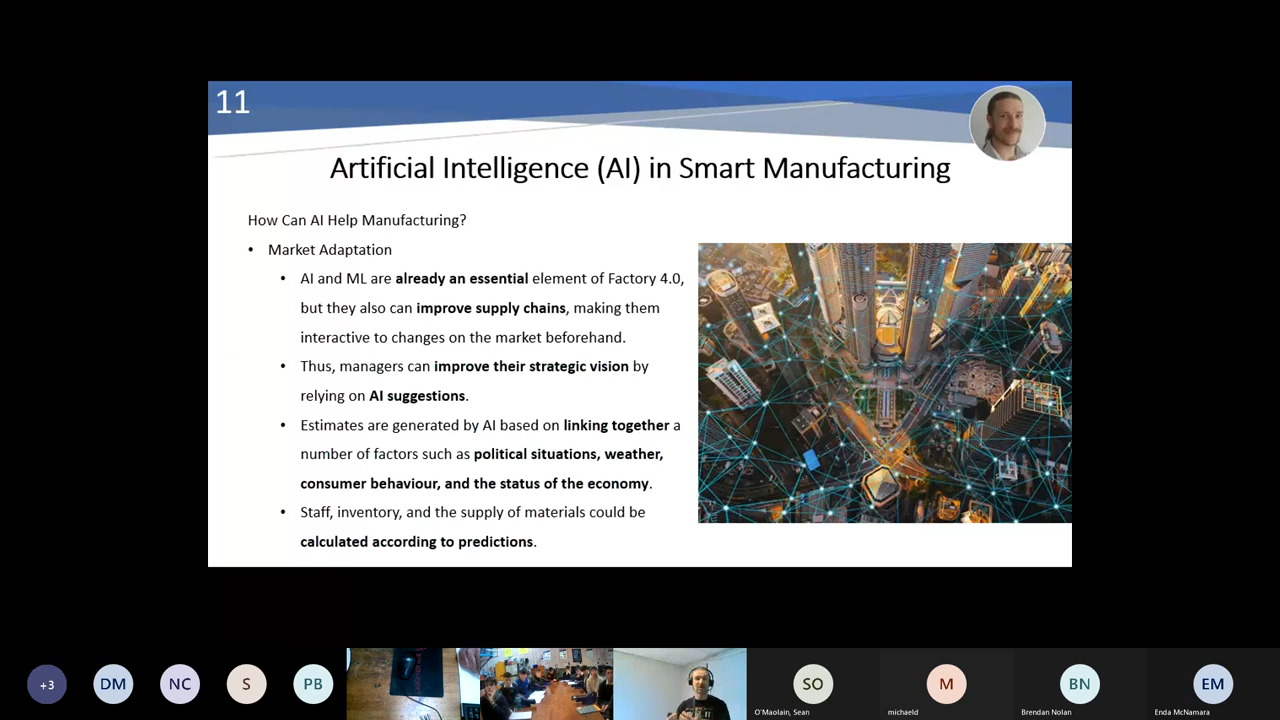 11
Artificial Intelligence (AI) in Smart Manufacturing
How Can AI Help Manufacturing?
• Market Adaptation
• AI and ML are already an essential element of Factory 4.0,
but they also can improve supply chains, making them
interactive to changes on the market beforehand.
• Thus, managers can improve their strategic vision by
relying on AI suggestions.
• Estimates are generated by AI based on linking together a
number of factors such as political situations, weather,
consumer behaviour, and the status of the economy.
• Staff, inventory, and the supply of materials could be
calculated according to predictions.
+3
DM
NC
S
PB
SO
M
BN
EM
O'Maolain, Sean
michaeld
Brendan Nolan
Enda McNamara